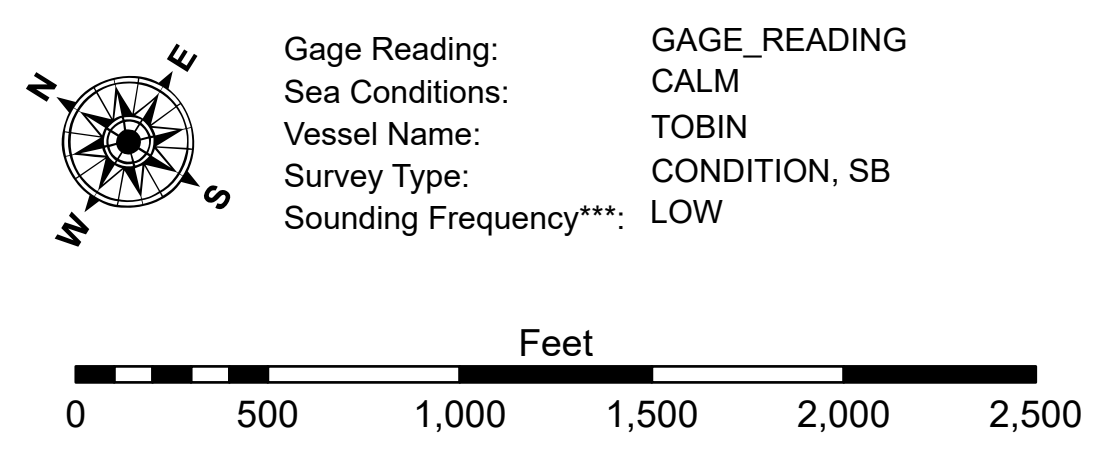 N
E
S
W
Gage Reading: GAGE_READING
Sea Conditions: CALM
Vessel Name: TOBIN
Survey Type: CONDITION, SB
Sounding Frequency***: LOW
Feet
0 500 1,000 1,500 2,000 2,500